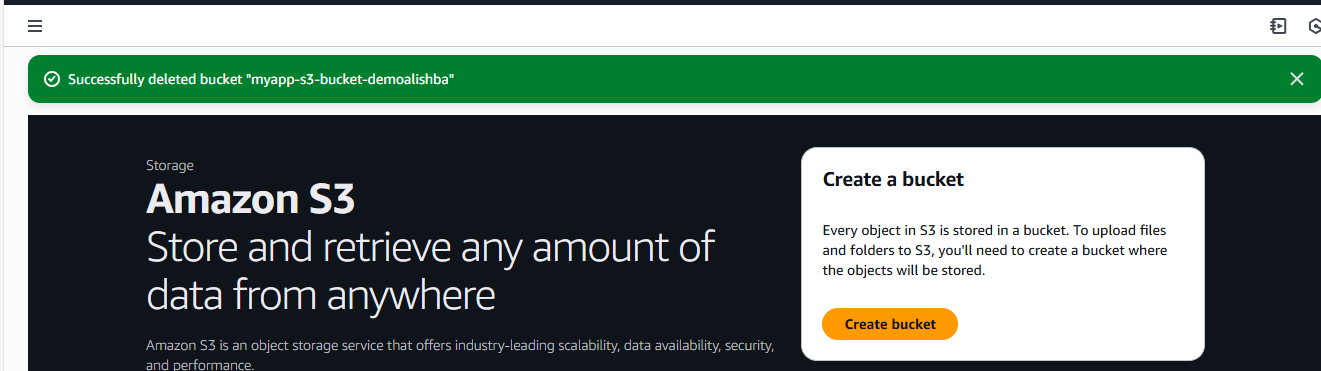 Successfully deleted bucket "myapp-s3-bucket-demoalishba"
Storage
Amazon S3
Store and retrieve any amount of
data from anywhere
Amazon S3 is an object storage service that offers industry-leading scalability, data availability, security,
and performance.
Create a bucket
Every object in S3 is stored in a bucket. To upload files
and folders to S3, you'll need to create a bucket where
the objects will be stored.
Create bucket